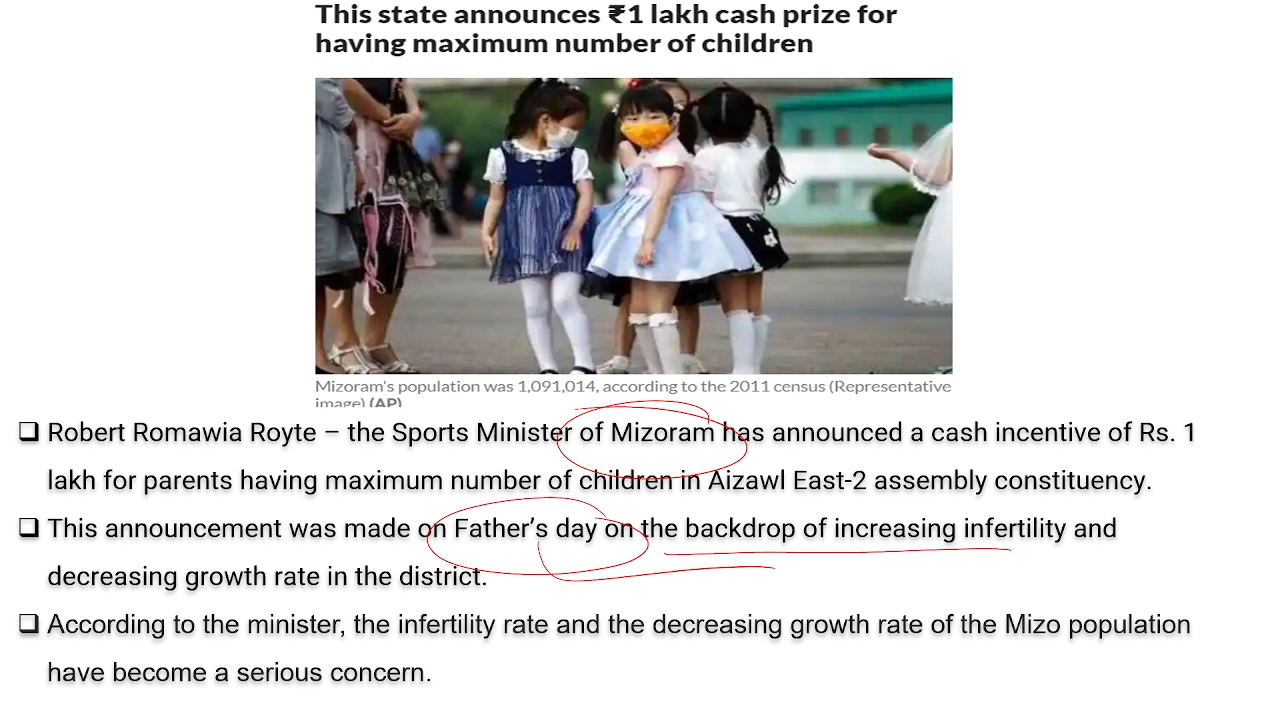 This state announces ₹1 lakh cash prize for
having maximum number of children
Mizoram's population was 1,091,014, according to the 2011 census (Representative
image) (AP)
❑ Robert Romawia Royte – the Sports Minister of Mizoram has announced a cash incentive of Rs. 1
lakh for parents having maximum number of children in Aizawl East-2 assembly constituency.
❑ This announcement was made on Father’s day on the backdrop of increasing infertility and
decreasing growth rate in the district.
❑ According to the minister, the infertility rate and the decreasing growth rate of the Mizo population
have become a serious concern.